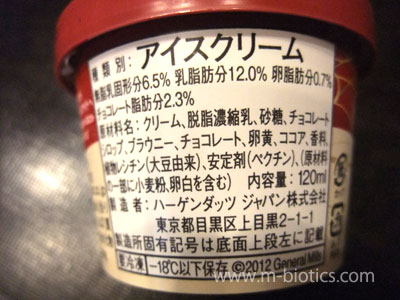 種類別：アイスクリーム
無脂乳固形分6.5% 乳脂肪分12.0% 卵脂肪分0.7%
チョコレート脂肪分2.3%
原材料名：クリーム、脱脂濃縮乳、砂糖、チョコレート
シロップ、ブラウニー、チョコレート、卵黄、ココア、香料、
植物レシチン(大豆由来)、安定剤(ペクチン)、(原材料
の一部に小麦粉、卵白を含む) 内容量：120ml
製造者：ハーゲンダッツ ジャパン株式会社
東京都目黒区上目黒2-1-1
製造所固有記号は底面上段左に記載
要冷凍 -18℃以下保存 ©2012 General Mills
www.m-biotics.com